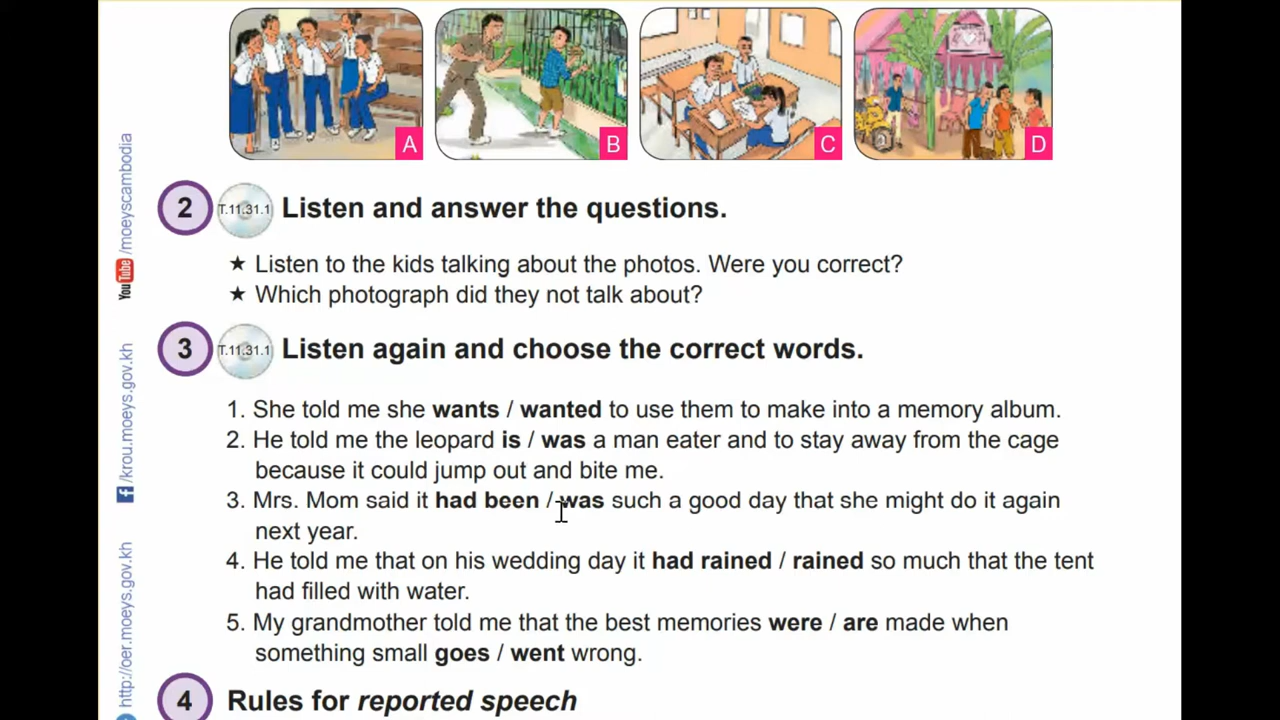 A
B
C
D
2 T.11.31.1 Listen and answer the questions.
★ Listen to the kids talking about the photos. Were you correct?
★ Which photograph did they not talk about?
3 T.11.31.1 Listen again and choose the correct words.
1. She told me she wants / wanted to use them to make into a memory album.
2. He told me the leopard is / was a man eater and to stay away from the cage
because it could jump out and bite me.
3. Mrs. Mom said it had been / was such a good day that she might do it again
next year.
4. He told me that on his wedding day it had rained / rained so much that the tent
had filled with water.
5. My grandmother told me that the best memories were / are made when
something small goes / went wrong.
4 Rules for reported speech
YouTube /moeyscambodia
f /krou.moeys.gov.kh
http://oer.moeys.gov.kh